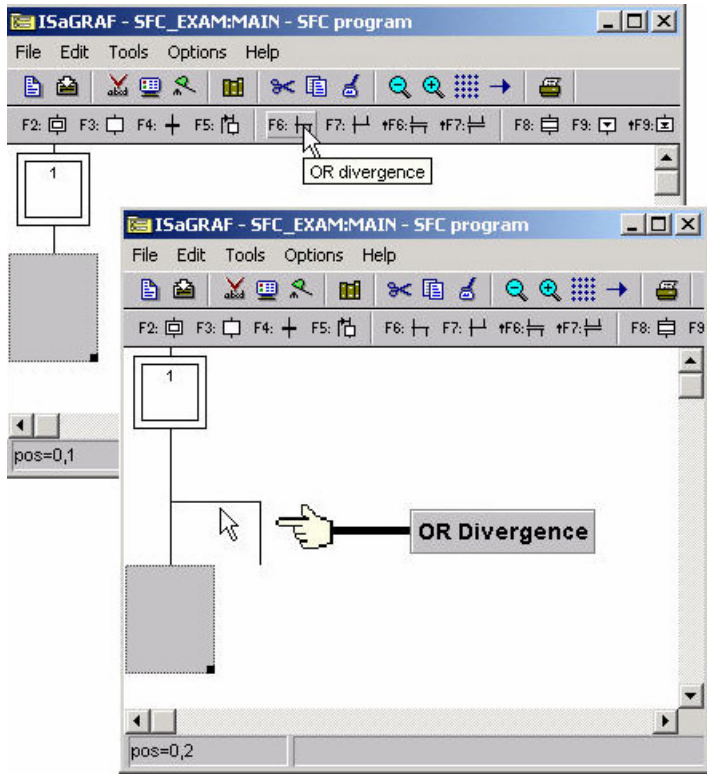 ISaGRAF - SFC_EXAM:MAIN - SFC program
File Edit Tools Options Help
abcd
F2: F3: F4: F5: F6: F7: ↑F6: ↑F7: F8: F9: ↑F9:
OR divergence
1
pos=0,1
ISaGRAF - SFC_EXAM:MAIN - SFC program
File Edit Tools Options Help
abcd
F2: F3: F4: F5: F6: F7: ↑F6: ↑F7: F8: F9
1
OR Divergence
pos=0,2